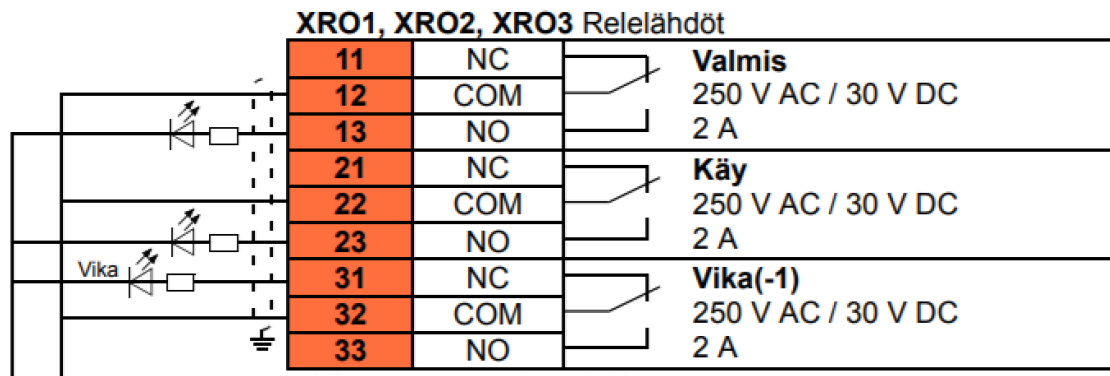 XRO1, XRO2, XRO3 Relelähdöt
11 NC Valmis
12 COM 250 V AC / 30 V DC
13 NO 2 A
21 NC Käy
22 COM 250 V AC / 30 V DC
23 NO 2 A
Vika 31 NC Vika(-1)
32 COM 250 V AC / 30 V DC
33 NO 2 A